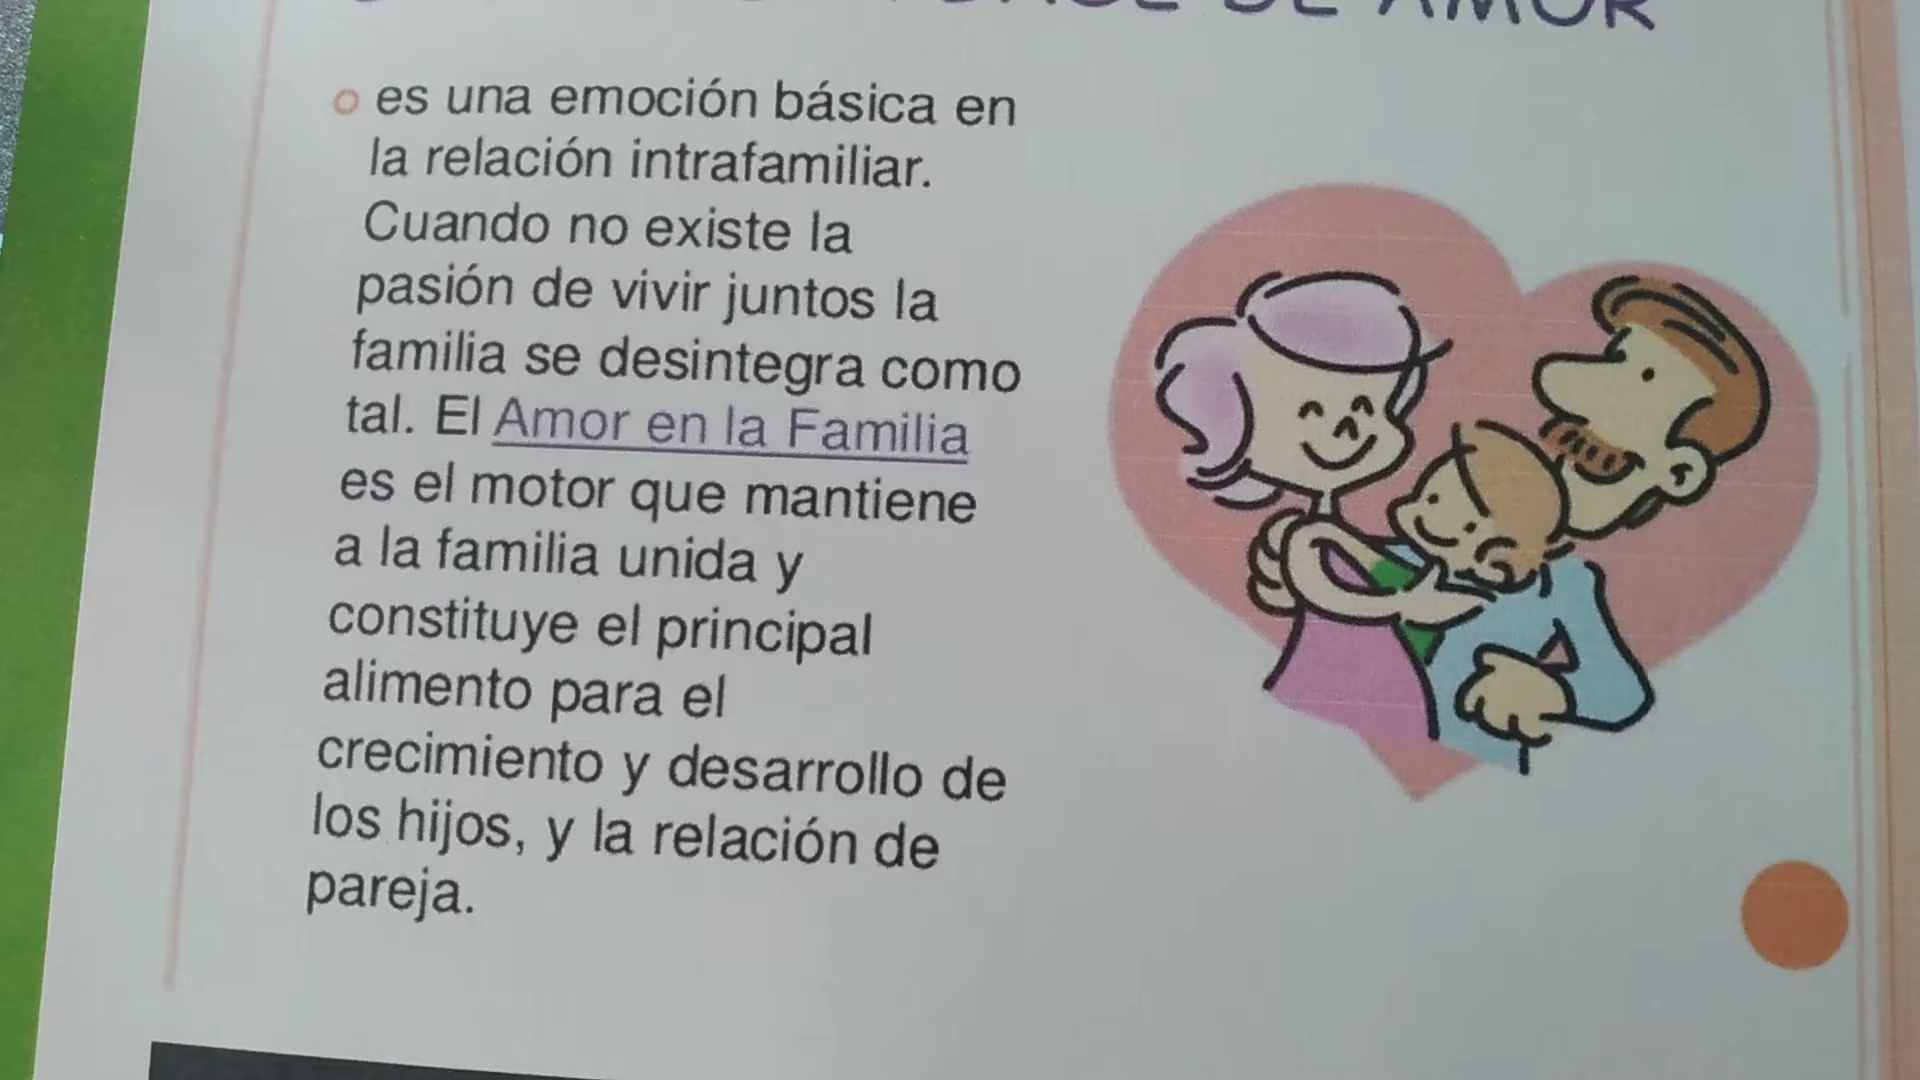 DE AMOR
es una emoción básica en
la relación intrafamiliar.
Cuando no existe la
pasión de vivir juntos la
familia se desintegra como
tal. El Amor en la Familia
es el motor que mantiene
a la familia unida y
constituye el principal
alimento para el
crecimiento y desarrollo de
los hijos, y la relación de
pareja.